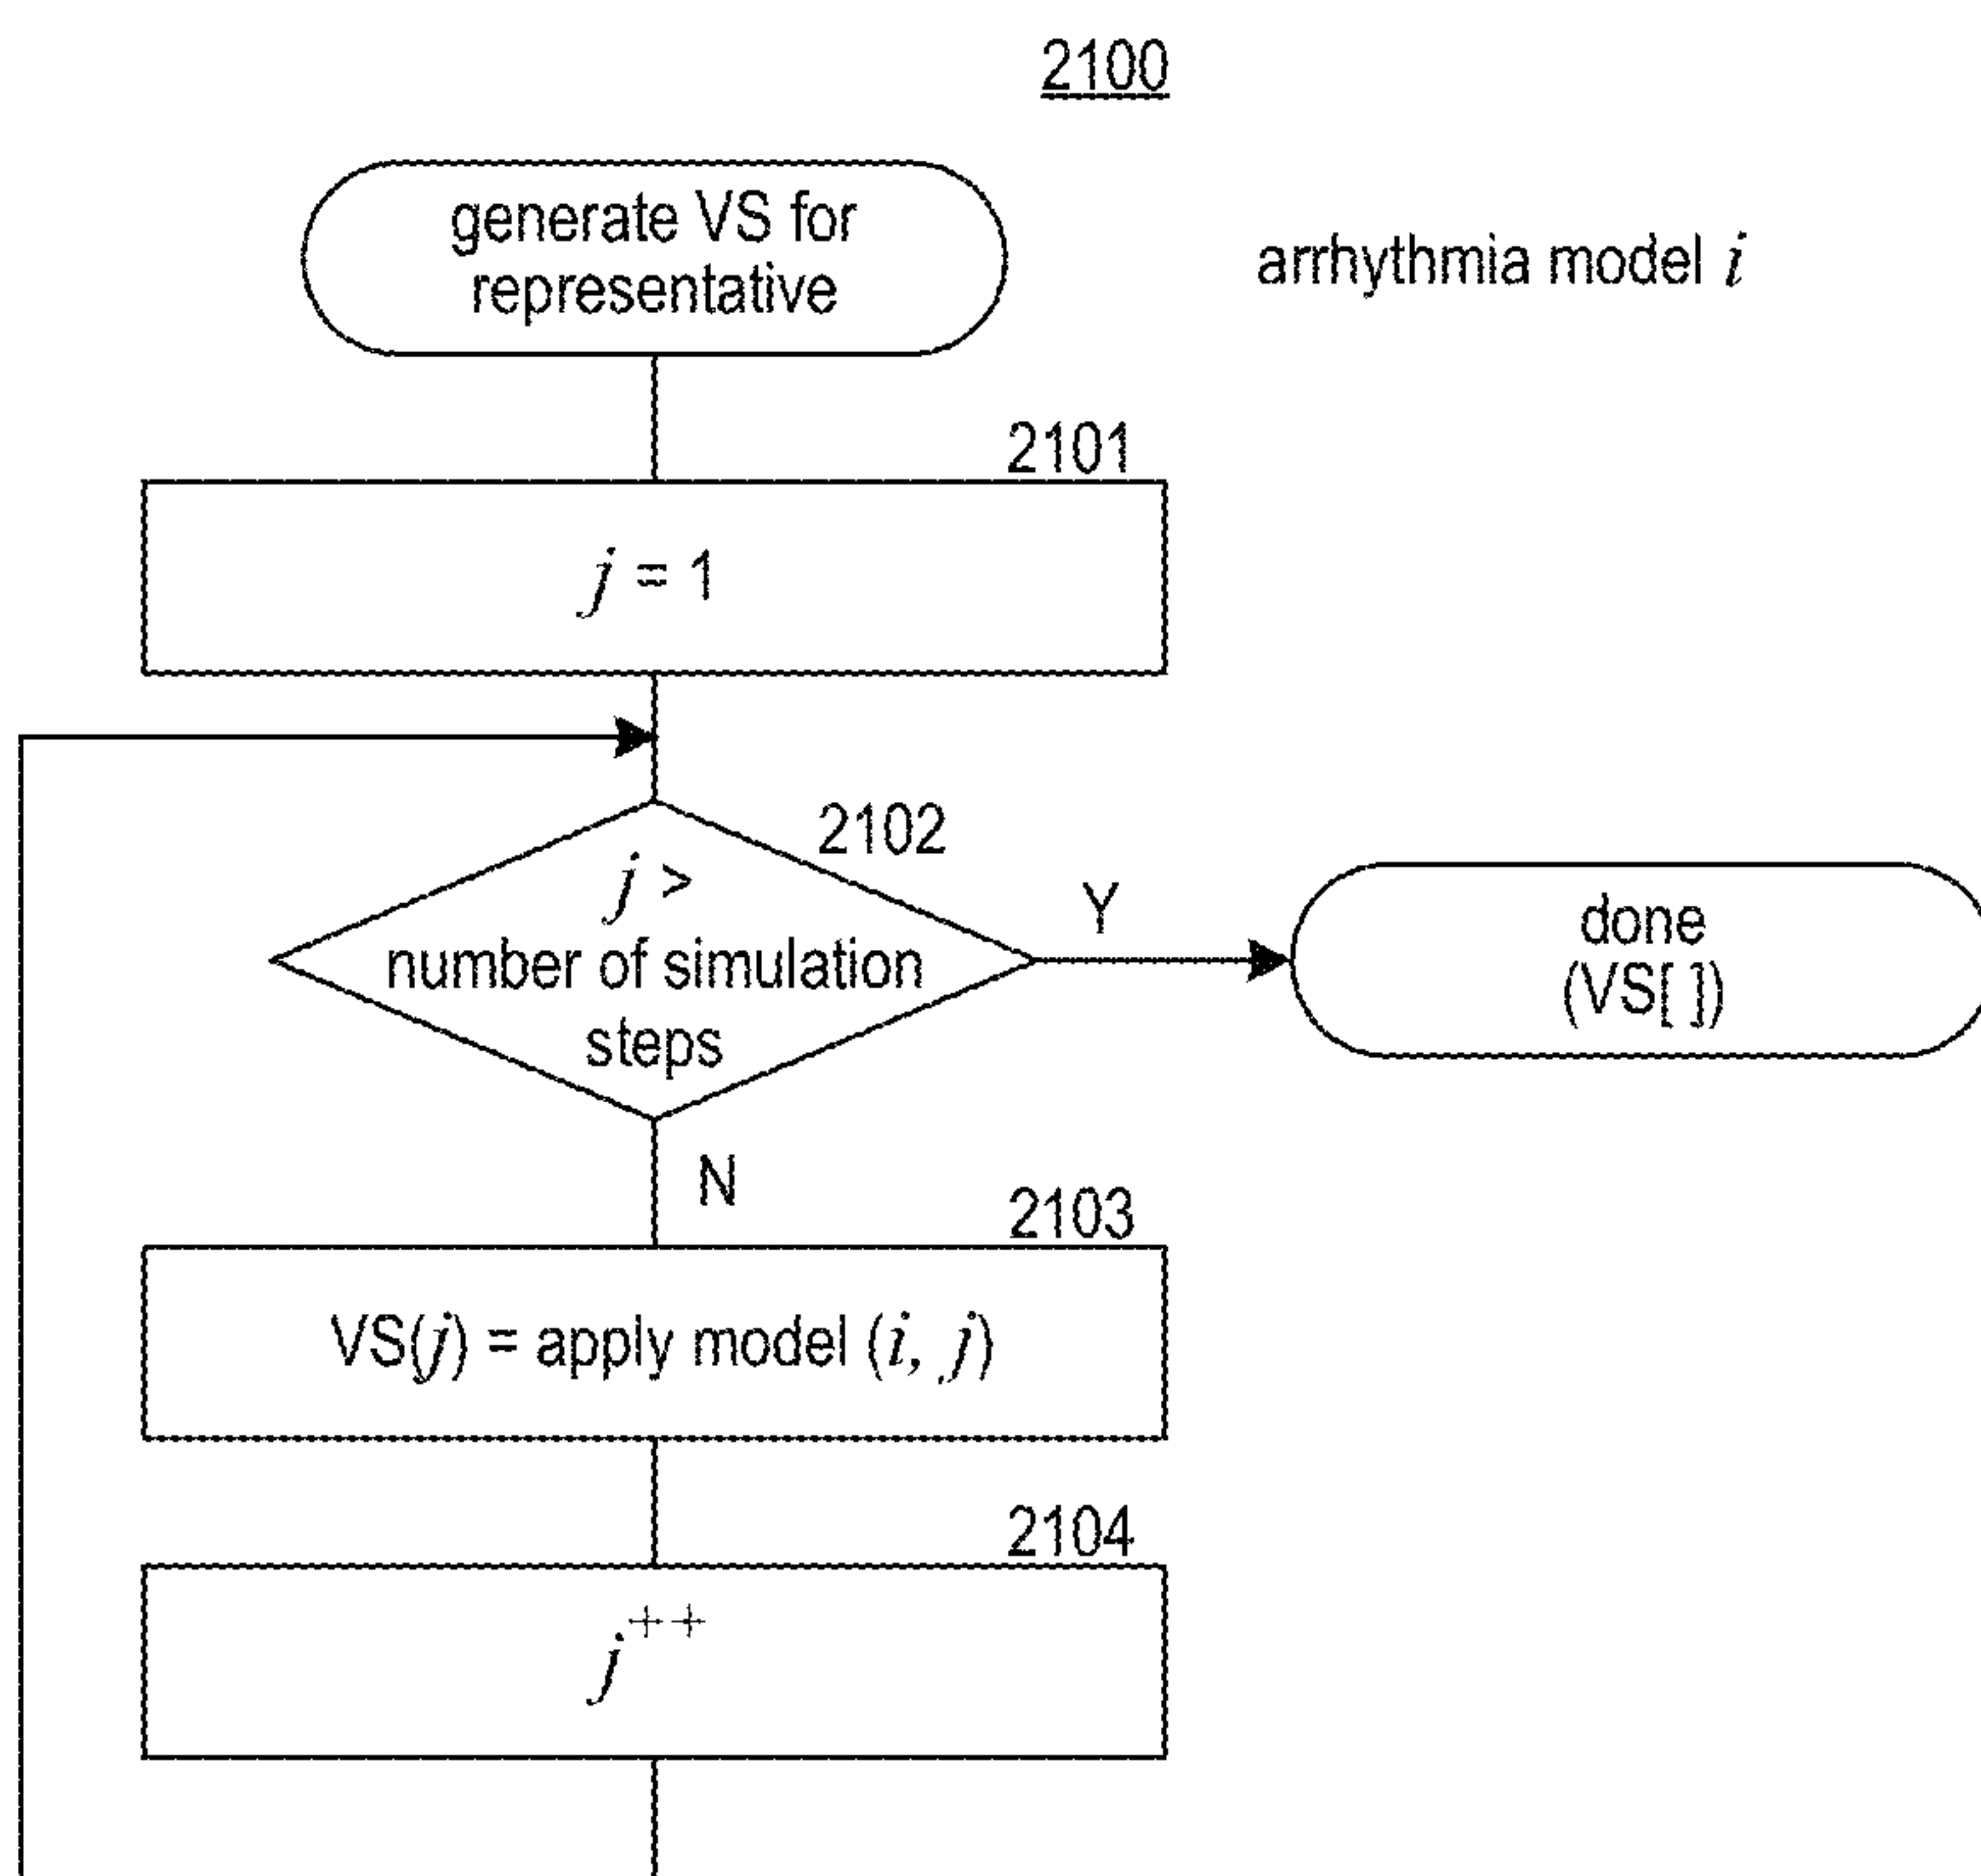 2100
generate VS for
representative
arrhythmia model i
2101
j = 1
2102
j >
number of simulation
steps
Y
done
(VS[ ])
N
2103
VS(j) = apply model (i, j)
2104
j++